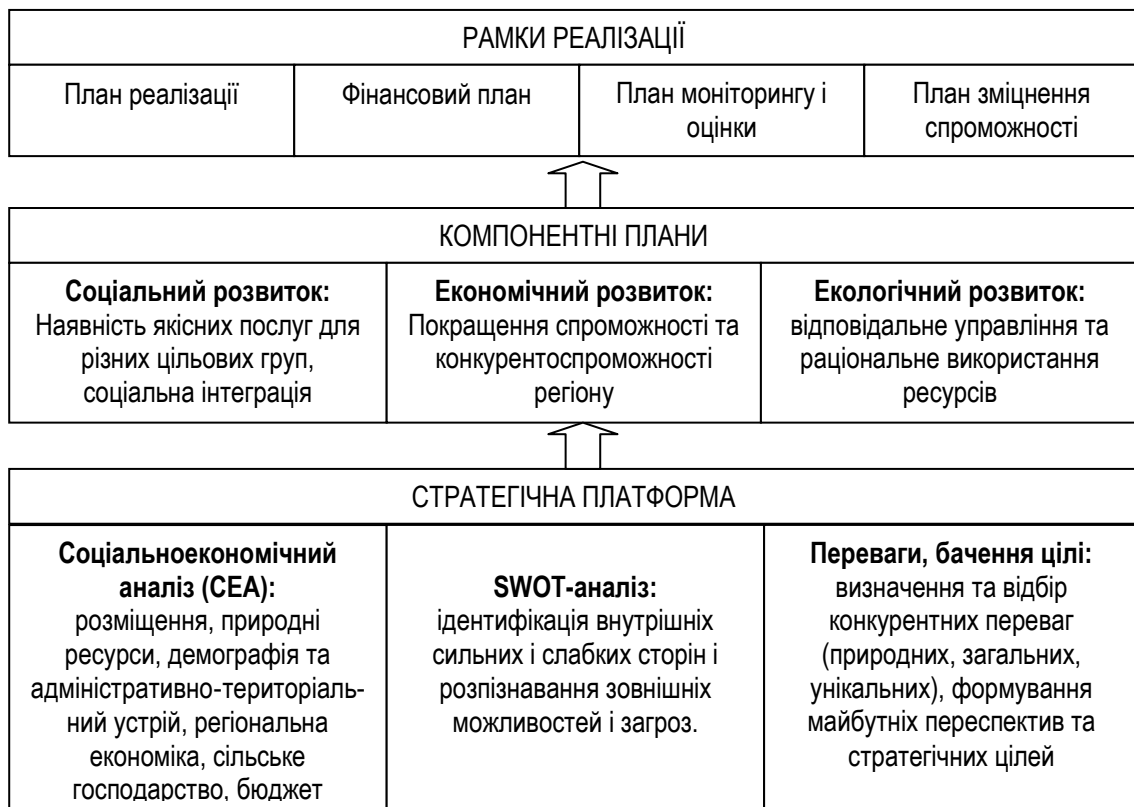 РАМКИ РЕАЛІЗАЦІЇ
План реалізації
Фінансовий план
План моніторингу і
оцінки
План зміцнення
спроможності
КОМПОНЕНТНІ ПЛАНИ
Соціальний розвиток:
Наявність якісних послуг для
різних цільових груп,
соціальна інтеграція
Економічний розвиток:
Покращення спроможності та
конкурентоспроможності
регіону
Екологічний розвиток:
відповідальне управління та
раціональне використання
ресурсів
СТРАТЕГІЧНА ПЛАТФОРМА
Соціальноекономічний
аналіз (СЕА):
розміщення, природні
ресурси, демографія та
адміністративно-територіаль-
ний устрій, регіональна
економіка, сільське
господарство, бюджет
SWOT-аналіз:
ідентифікація внутрішніх
сильних і слабких сторін і
розпізнавання зовнішніх
можливостей і загроз.
Переваги, бачення цілі:
визначення та відбір
конкурентних переваг
(природних, загальних,
унікальних), формування
майбутніх переспектив та
стратегічних цілей